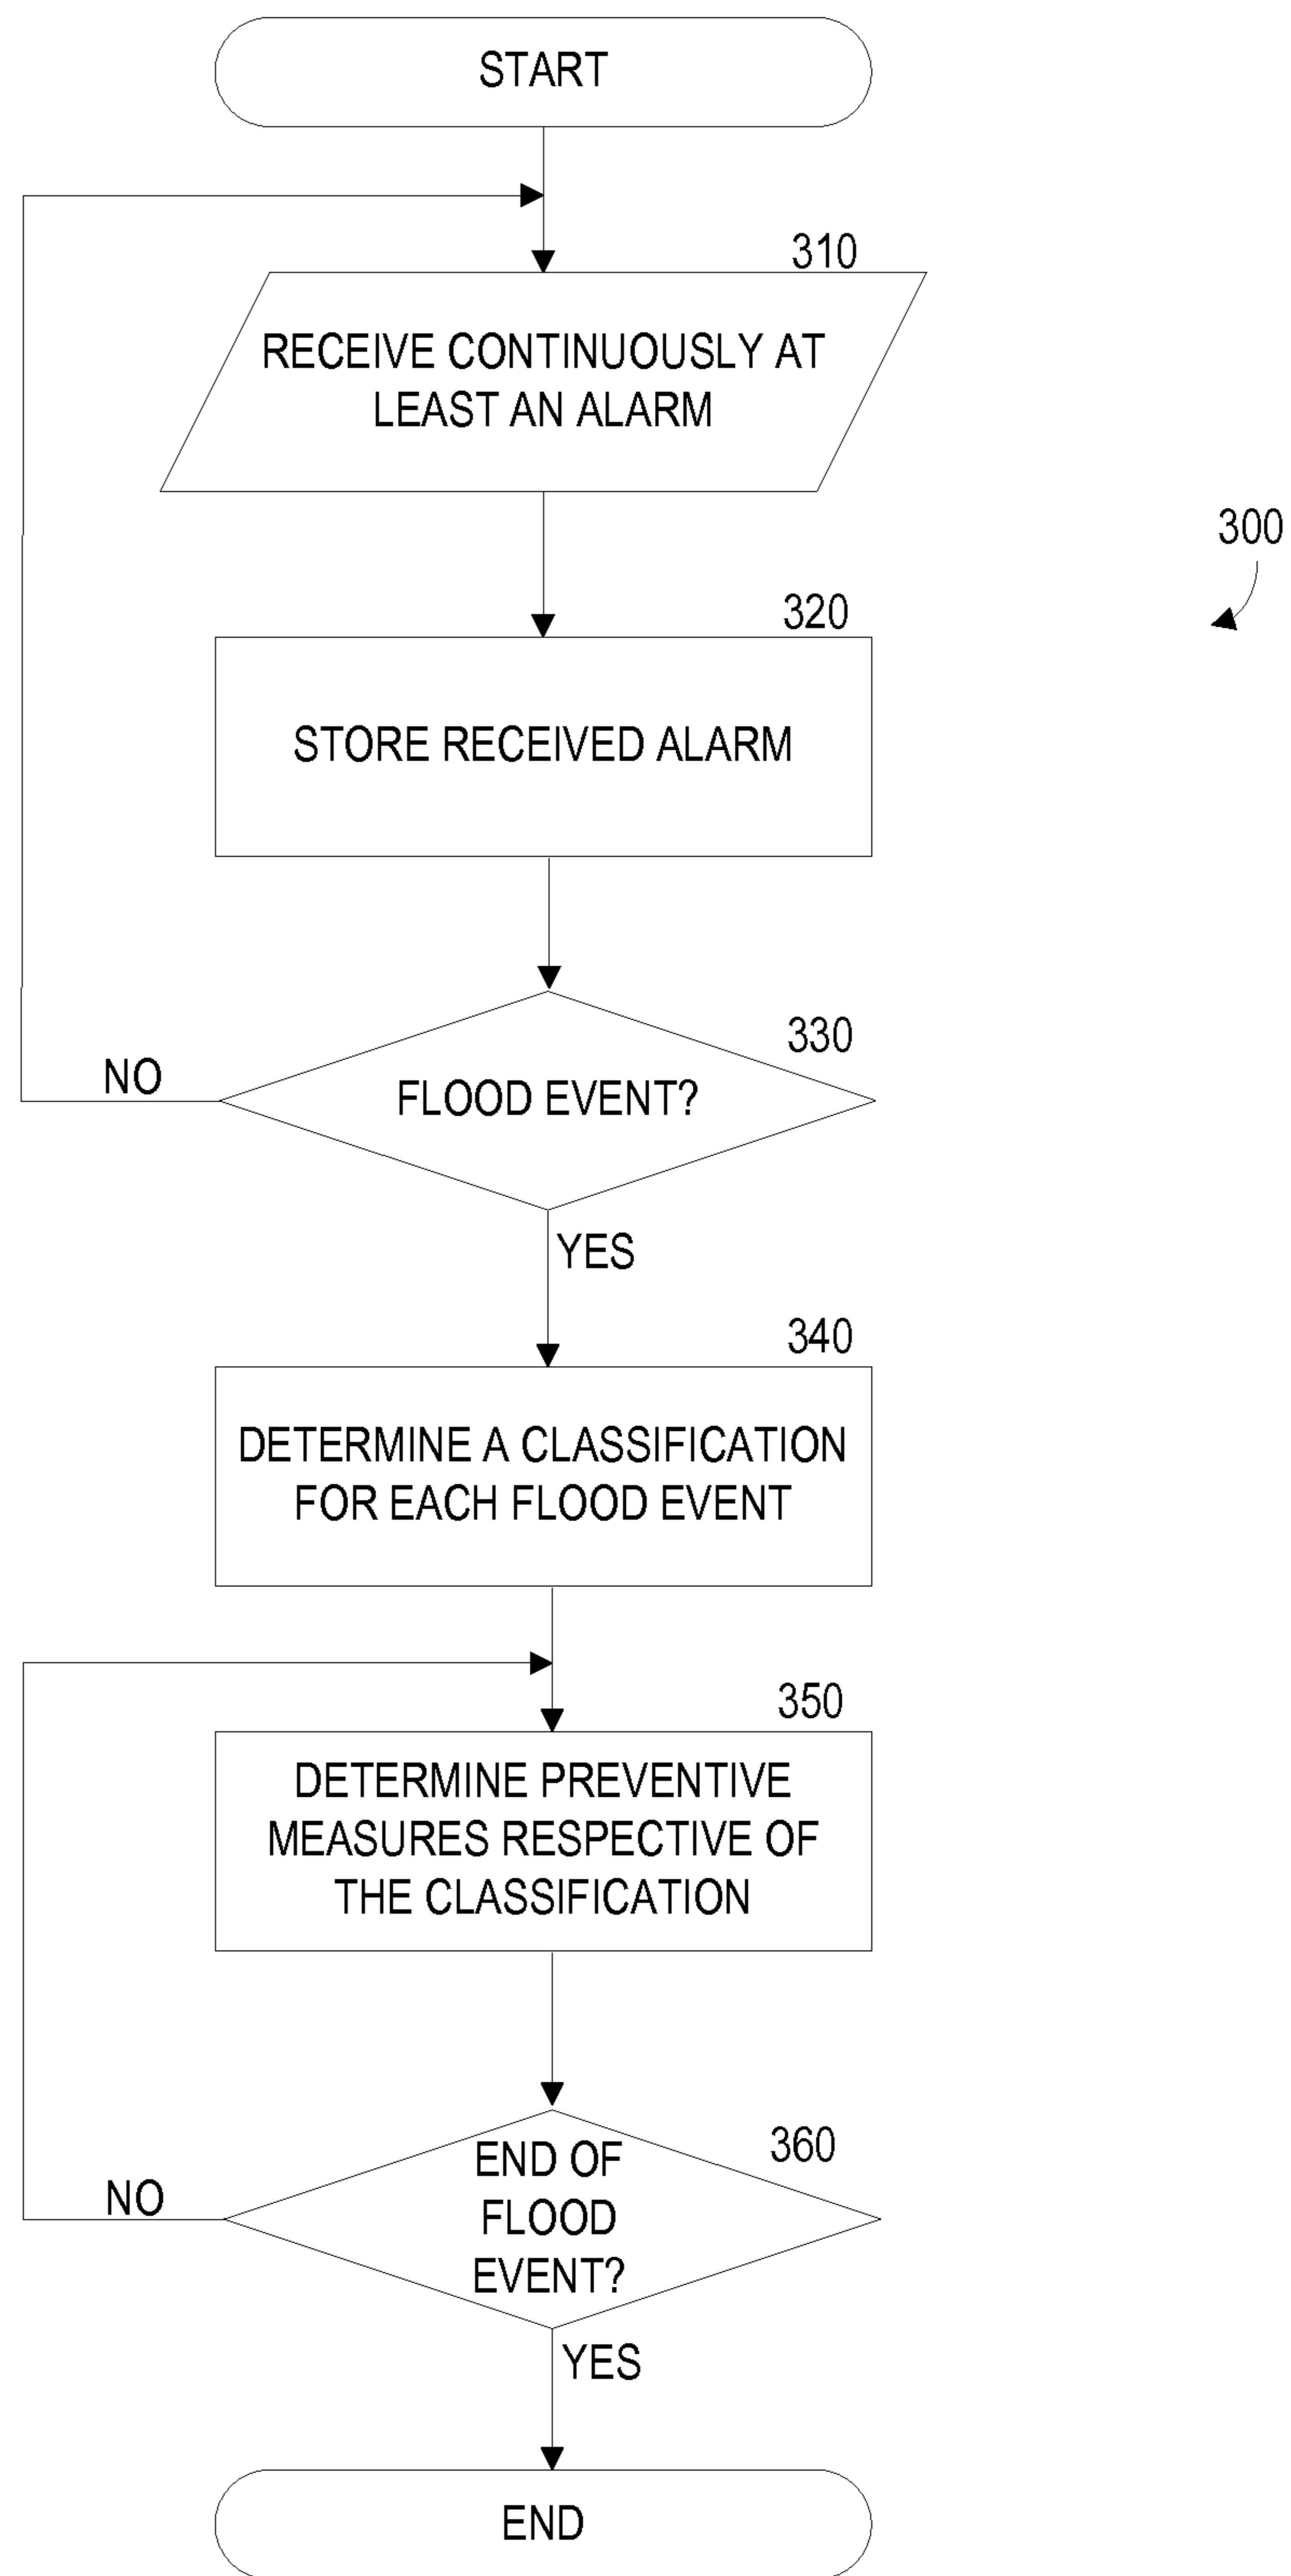 START
310
RECEIVE CONTINUOUSLY AT
LEAST AN ALARM
300
320
STORE RECEIVED ALARM
330
FLOOD EVENT?
NO
YES
340
DETERMINE A CLASSIFICATION
FOR EACH FLOOD EVENT
350
DETERMINE PREVENTIVE
MEASURES RESPECTIVE OF
THE CLASSIFICATION
360
END OF
FLOOD
EVENT?
NO
YES
END